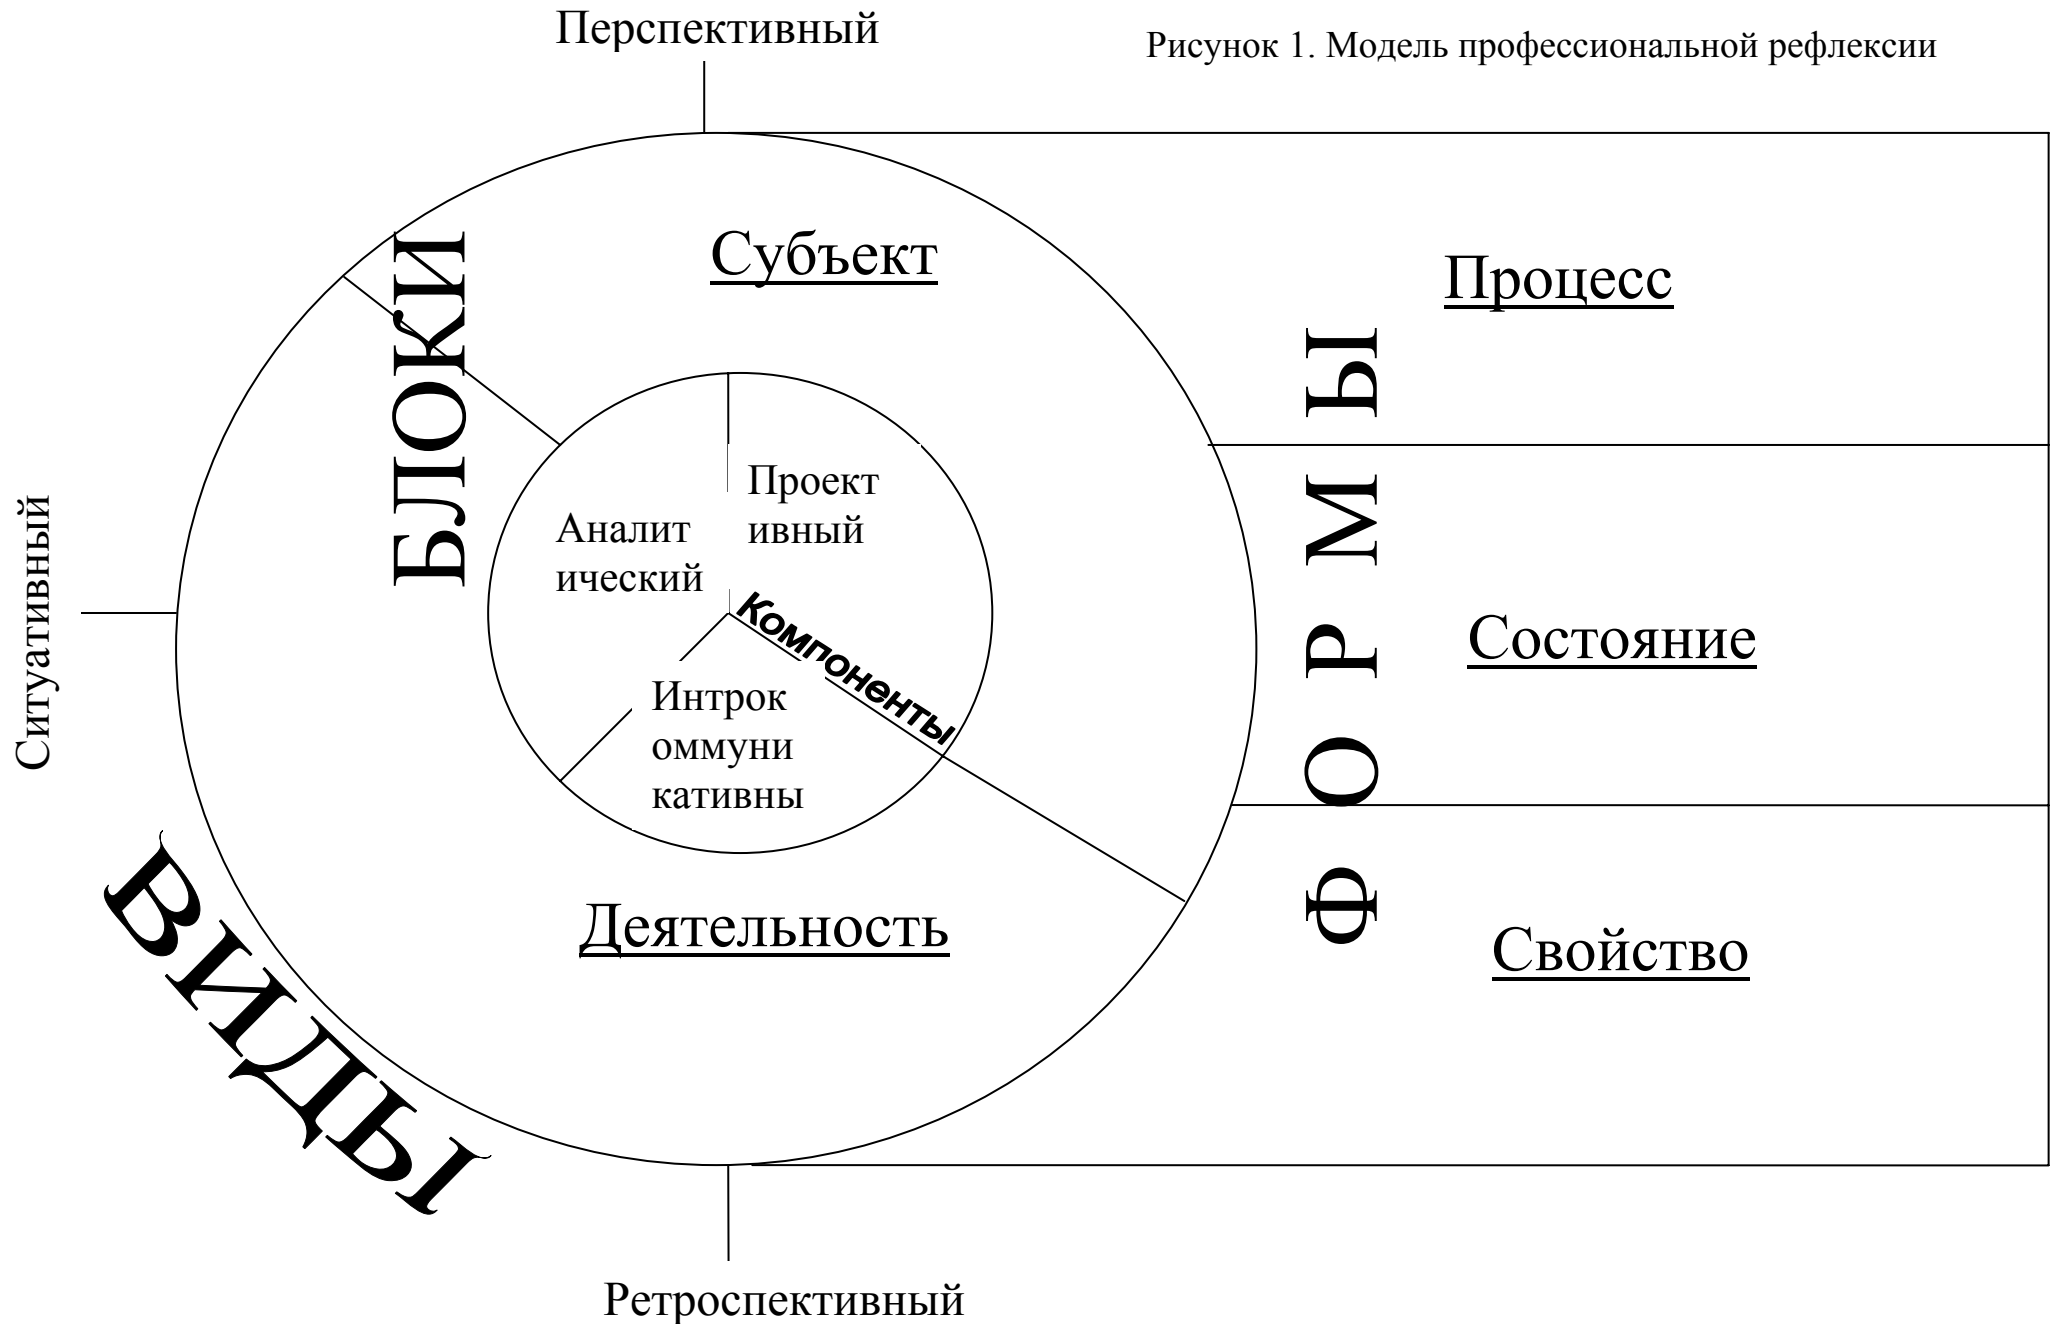 Перспективный
Рисунок 1. Модель профессиональной рефлексии
БЛОКИ
Субъект
Процесс
Ситуативный
Аналит
ический
Проект
ивный
Компоненты
Интрок
оммуни
кативны
ФОРМЫ
Состояние
Деятельность
Свойство
ВИДЫ
Ретроспективный